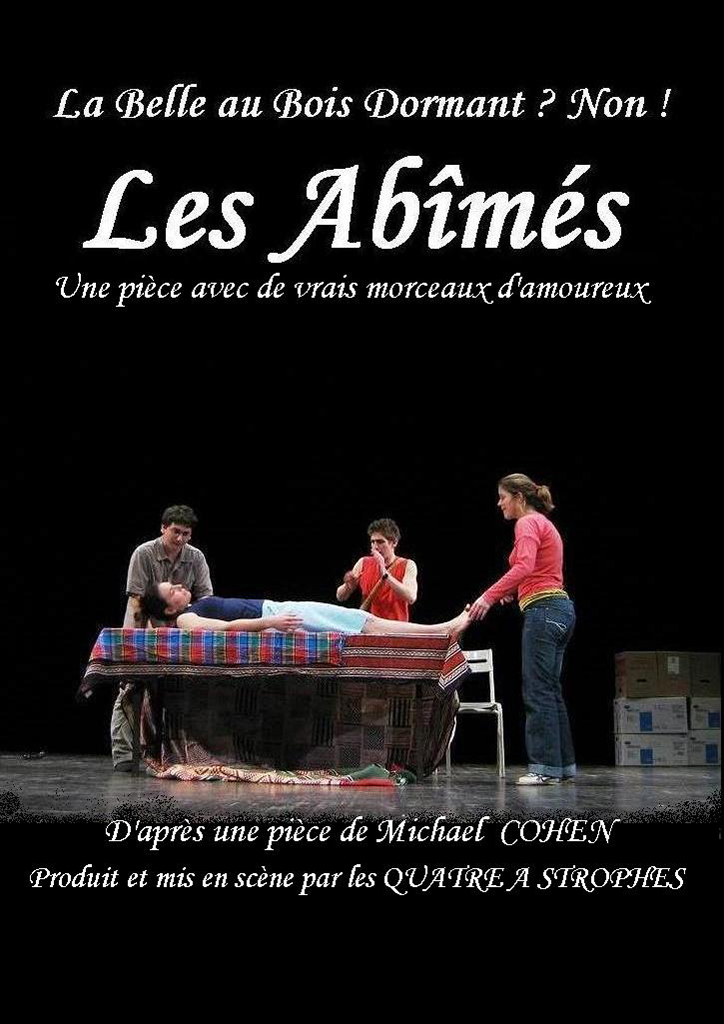 La Belle au Bois Dormant ? Non !
Les Abîmés
Une pièce avec de vrais morceaux d'amoureux
D'après une pièce de Michael COHEN
Produit et mis en scène par les QUATRE A STROPHES